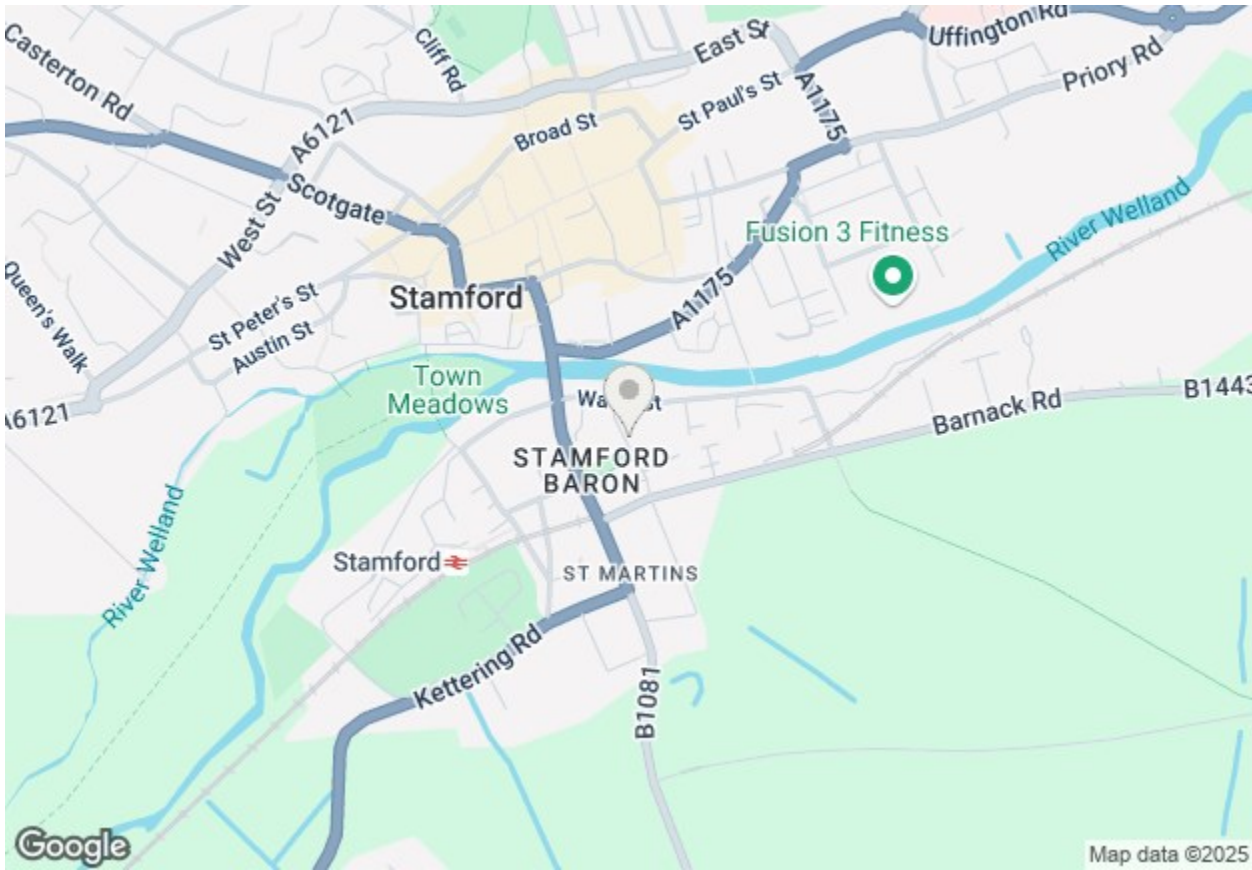 Casterton Rd
Cliff Rd
East St
Uffington Rd
Priory Rd
St Paul's St
A1175
A6121
Broad St
Scotgate
West St
River Welland
Fusion 3 Fitness
Queen's Walk
St Peter's St
Stamford
A1175
Austin St
Town
Meadows
A6121
Barnack Rd
B1443
STAMFORD
BARON
River Welland
Stamford
ST MARTINS
Kettering Rd
B1081
Google
Map data ©2025